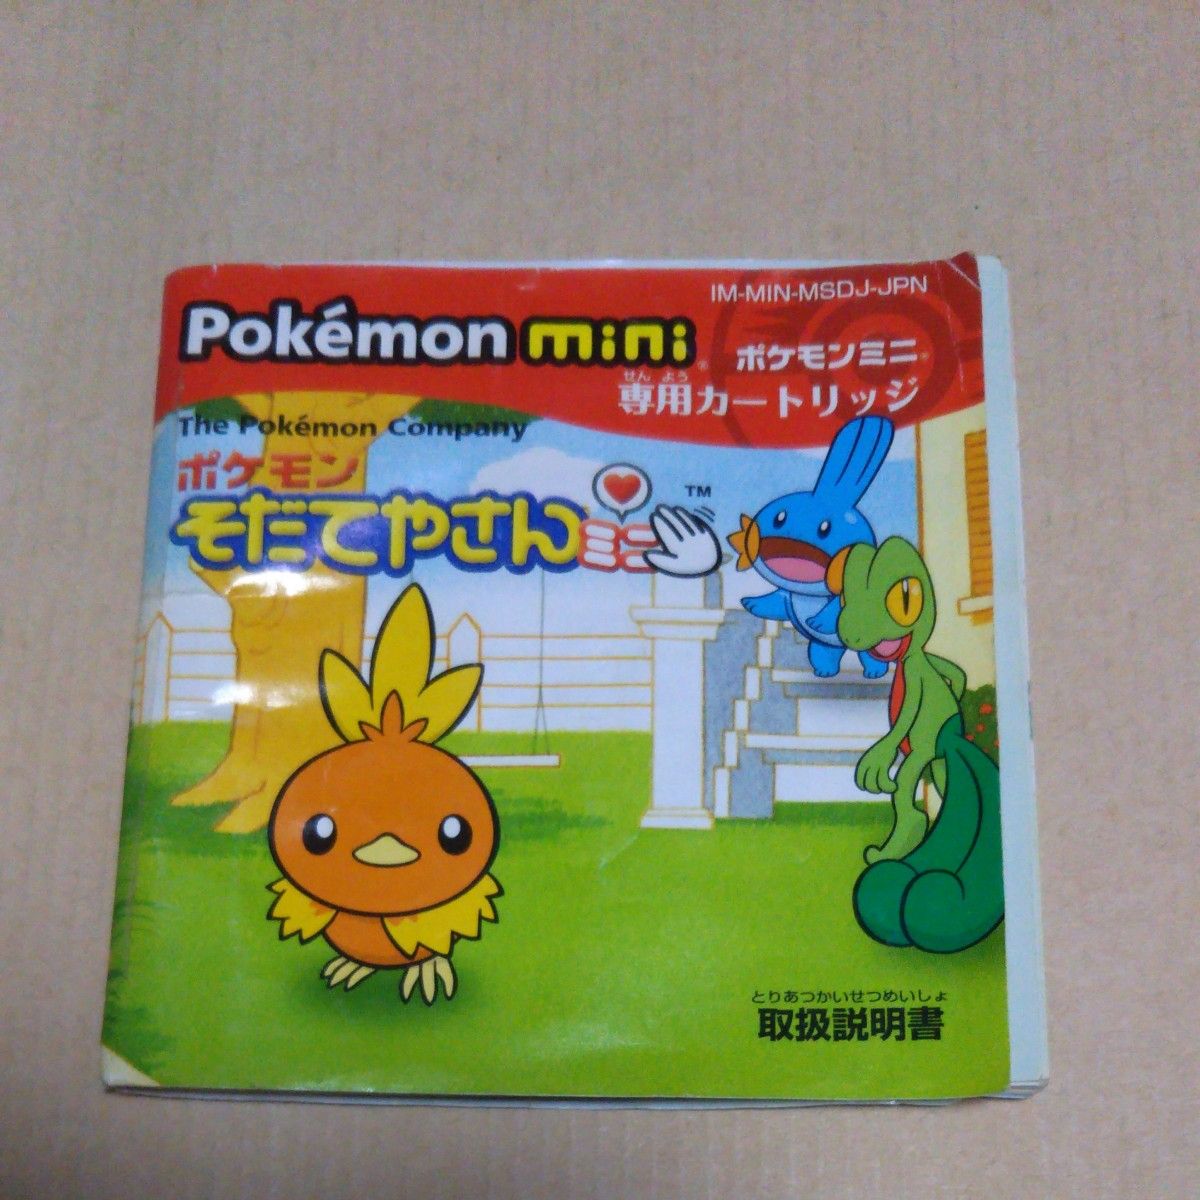 IM-MIN-MSDJ-JPN
Pokémon mini®
ポケモンミニ®
せんよう
専用カートリッジ
The Pokémon Company
ポケモン
そだてやさんミニ™
とりあつかいせつめいしょ
取扱説明書